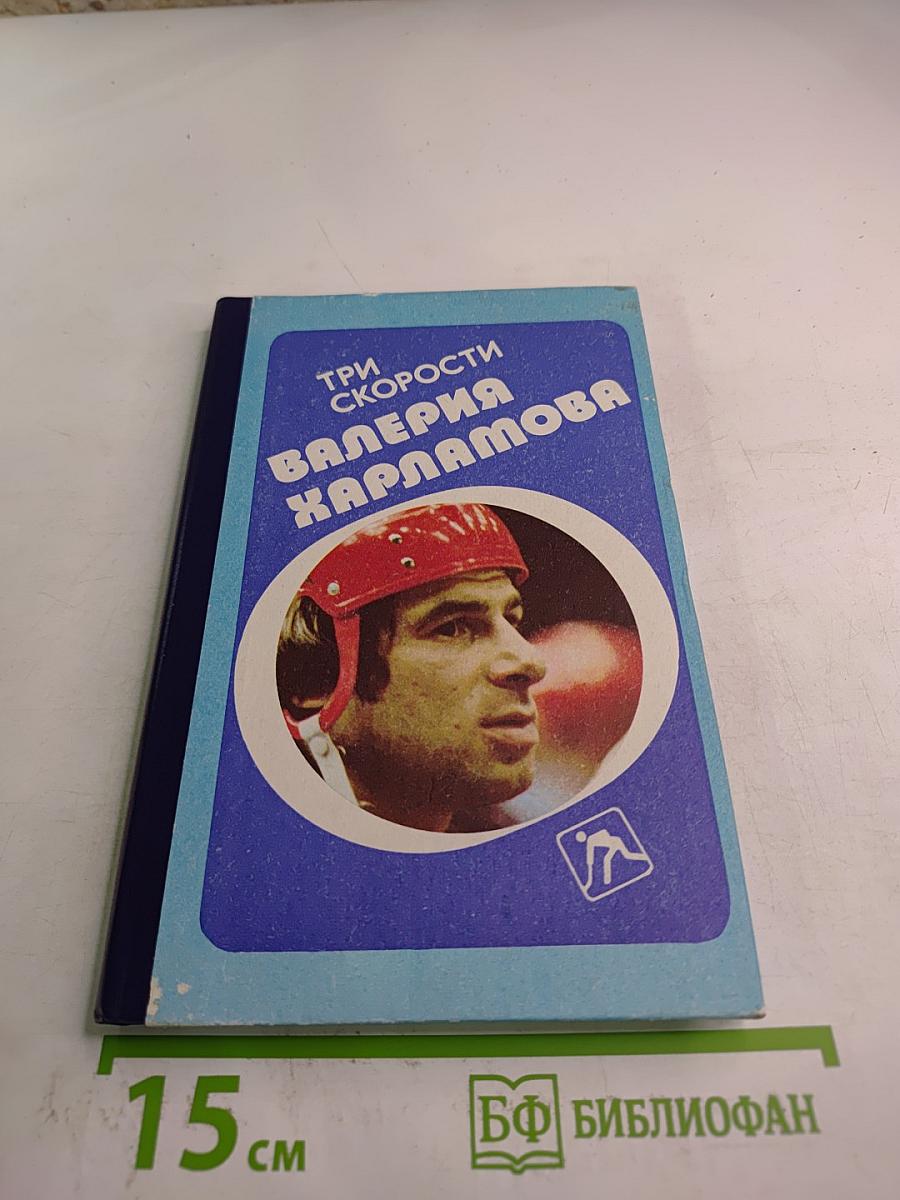 ТРИ
СКОРОСТИ
ВАЛЕРИЯ
ХАРЛАМОВА
15 см
БФ БИБЛИОФАН